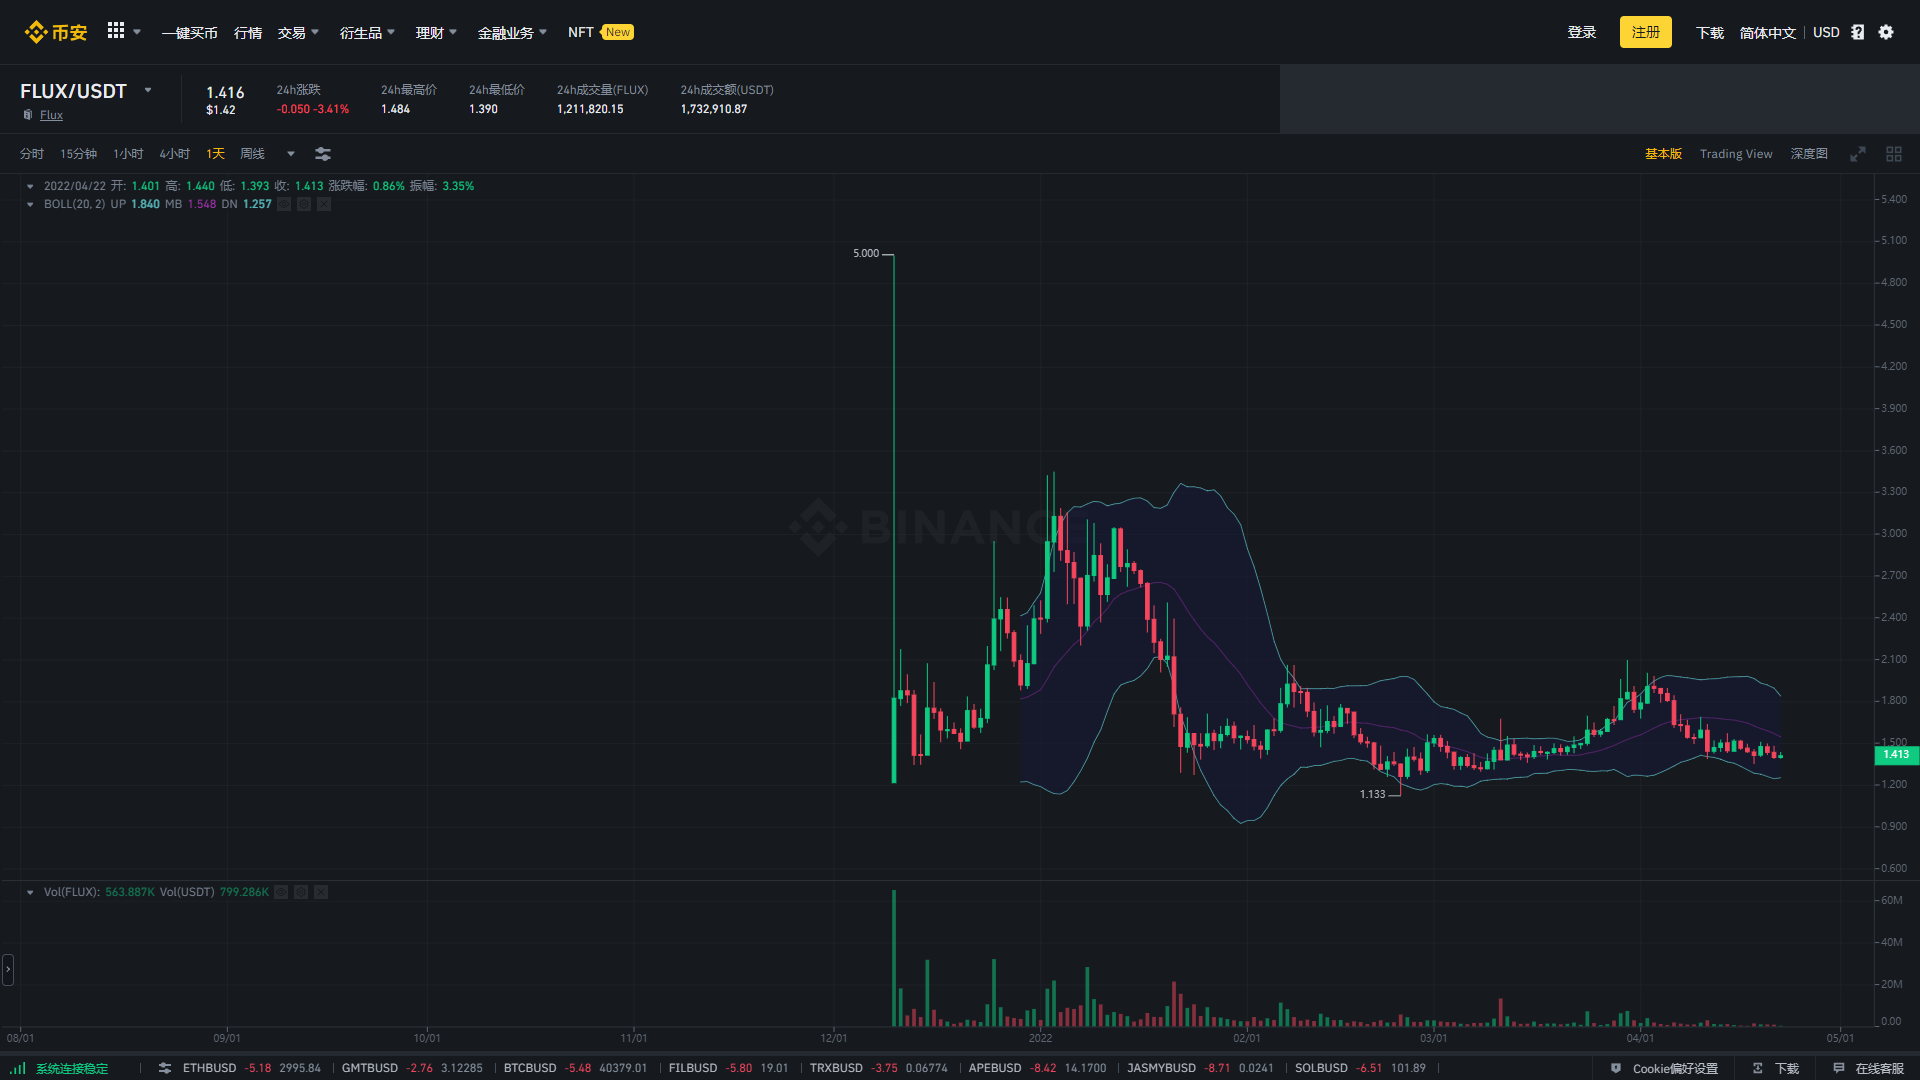 币安 一键买币 行情 交易 衍生品 理财 金融业务 NFT New 登录 注册 下载 简体中文 USD
FLUX/USDT 1.416 24h涨跌 24h最高价 24h最低价 24h成交量(FLUX) 24h成交额(USDT)
Flux $1.42 -0.050 -3.41% 1.484 1.390 1,211,820.15 1,732,910.87
分时 15分钟 1小时 4小时 1天 周线 基本版 Trading View 深度图
2022/04/22 开: 1.401 高: 1.440 低: 1.393 收: 1.413 涨跌幅: 0.86% 振幅: 3.35%
BOLL(20, 2) UP 1.840 MB 1.548 DN 1.257
5.400
5.100
5.000
4.800
4.500
4.200
3.900
3.600
3.300
BINANCE
3.000
2.700
2.400
2.100
1.800
1.500
1.413
1.200
1.133
0.900
0.600
Vol(FLUX): 563.887K Vol(USDT) 799.286K
60M
40M
20M
0.00
08/01 09/01 10/01 11/01 12/01 2022 02/01 03/01 04/01 05/01
系统连接稳定 ETHBUSD -5.18 2995.84 GMTBUSD -2.76 3.12285 BTCBUSD -5.48 40379.01 FILBUSD -5.80 19.01 TRXBUSD -3.75 0.06774 APEBUSD -8.42 14.1700 JASMYBUSD -8.71 0.0241 SOLBUSD -6.51 101.89 Cookie偏好设置 下载 在线客服